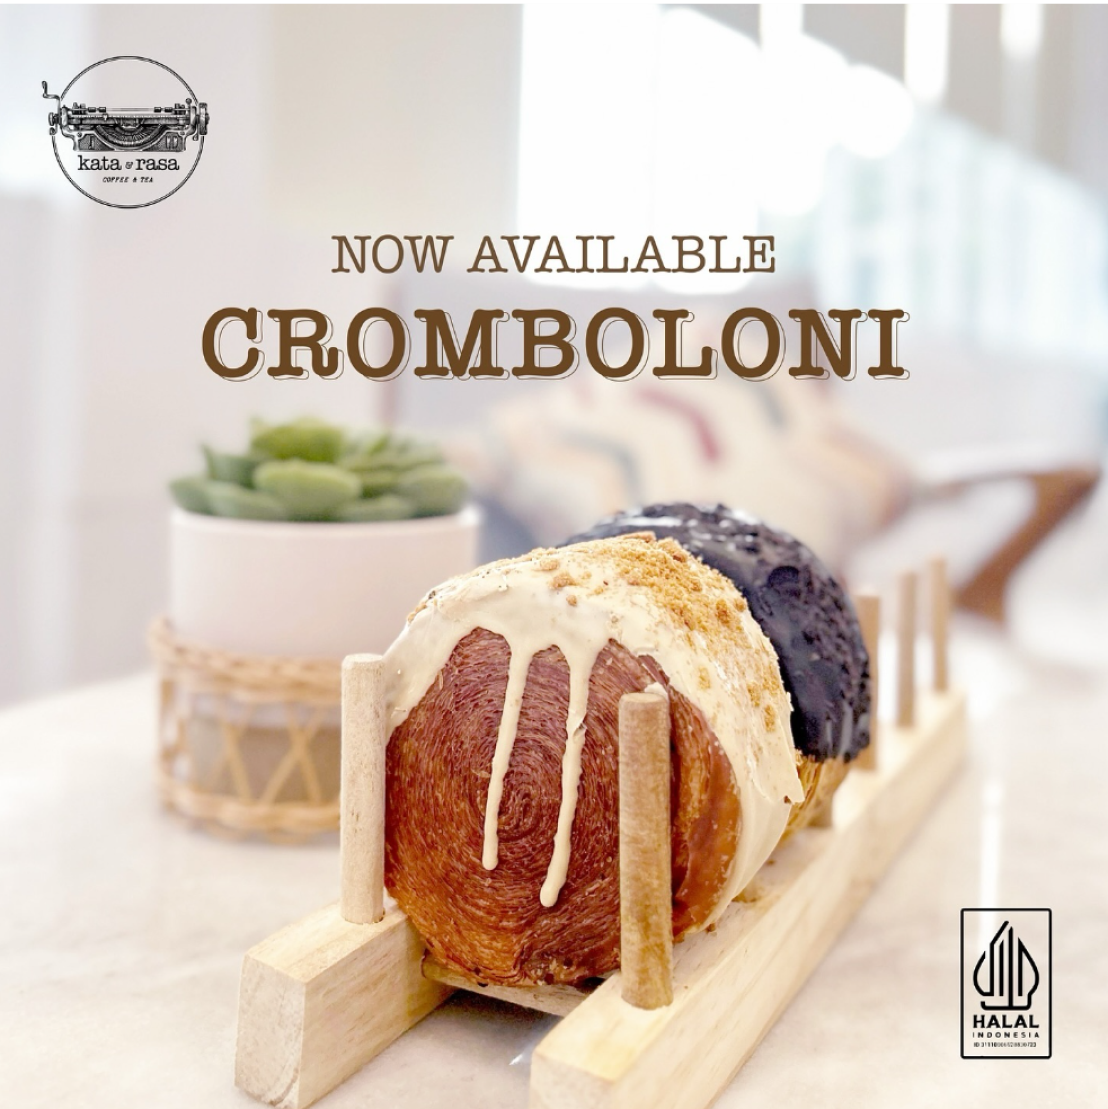 kata & rasa
COFFEE & TEA
NOW AVAILABLE
CROMBOLONI
HALAL
INDONESIA